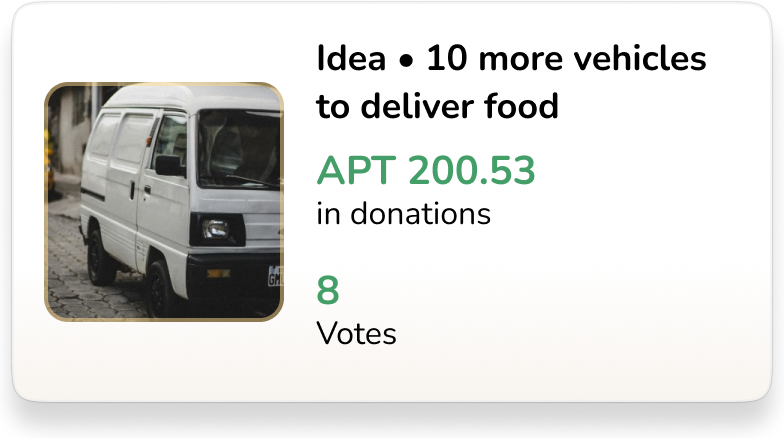 Idea • 10 more vehicles
to deliver food
APT 200.53
in donations
8
Votes